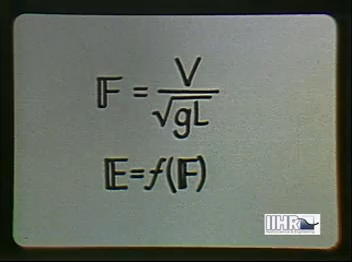 𝔽 = V / √gL
𝔼 = f(𝔽)
IIHR